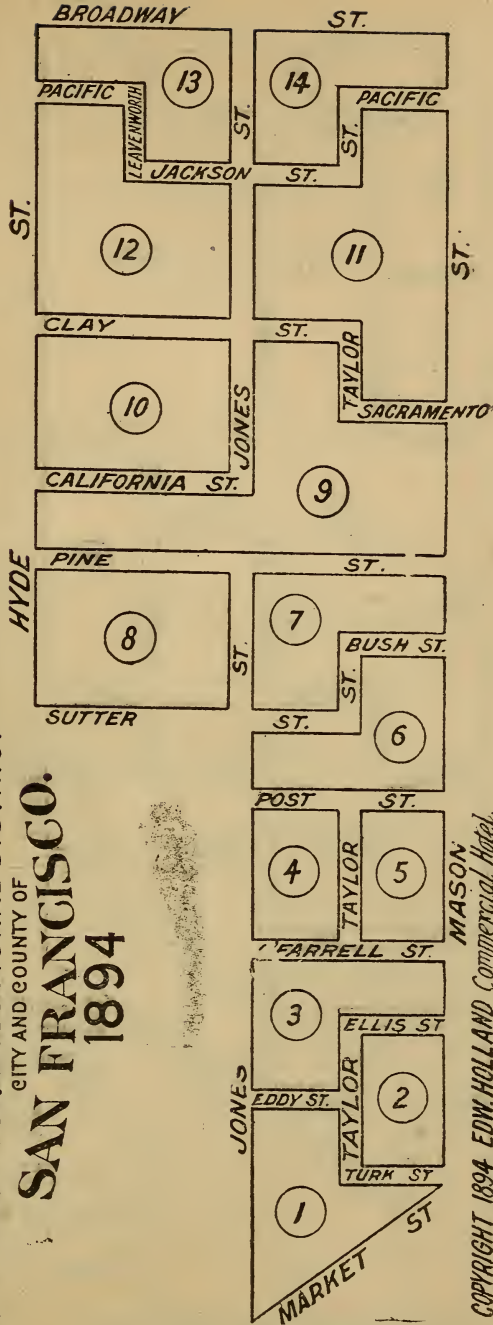 BROADWAY ST.
13
14
PACIFIC
LEAVENWORTH
ST.
ST.
PACIFIC
JACKSON ST.
ST.
12
11
ST.
CLAY ST.
TAYLOR
10
JONES
SACRAMENTO
CALIFORNIA ST.
9
HYDE
PINE ST.
7
8
ST.
ST.
BUSH ST.
SUTTER ST.
6
POST ST.
4
TAYLOR
5
MASON
O'FARRELL ST.
3
ELLIS ST
JONES
EDDY ST.
TAYLOR
2
TURK ST
1
MARKET ST
CITY AND COUNTY OF
SAN FRANCISCO.
1894
COPYRIGHT 1894 EDW. HOLLAND Commercial Hotel.